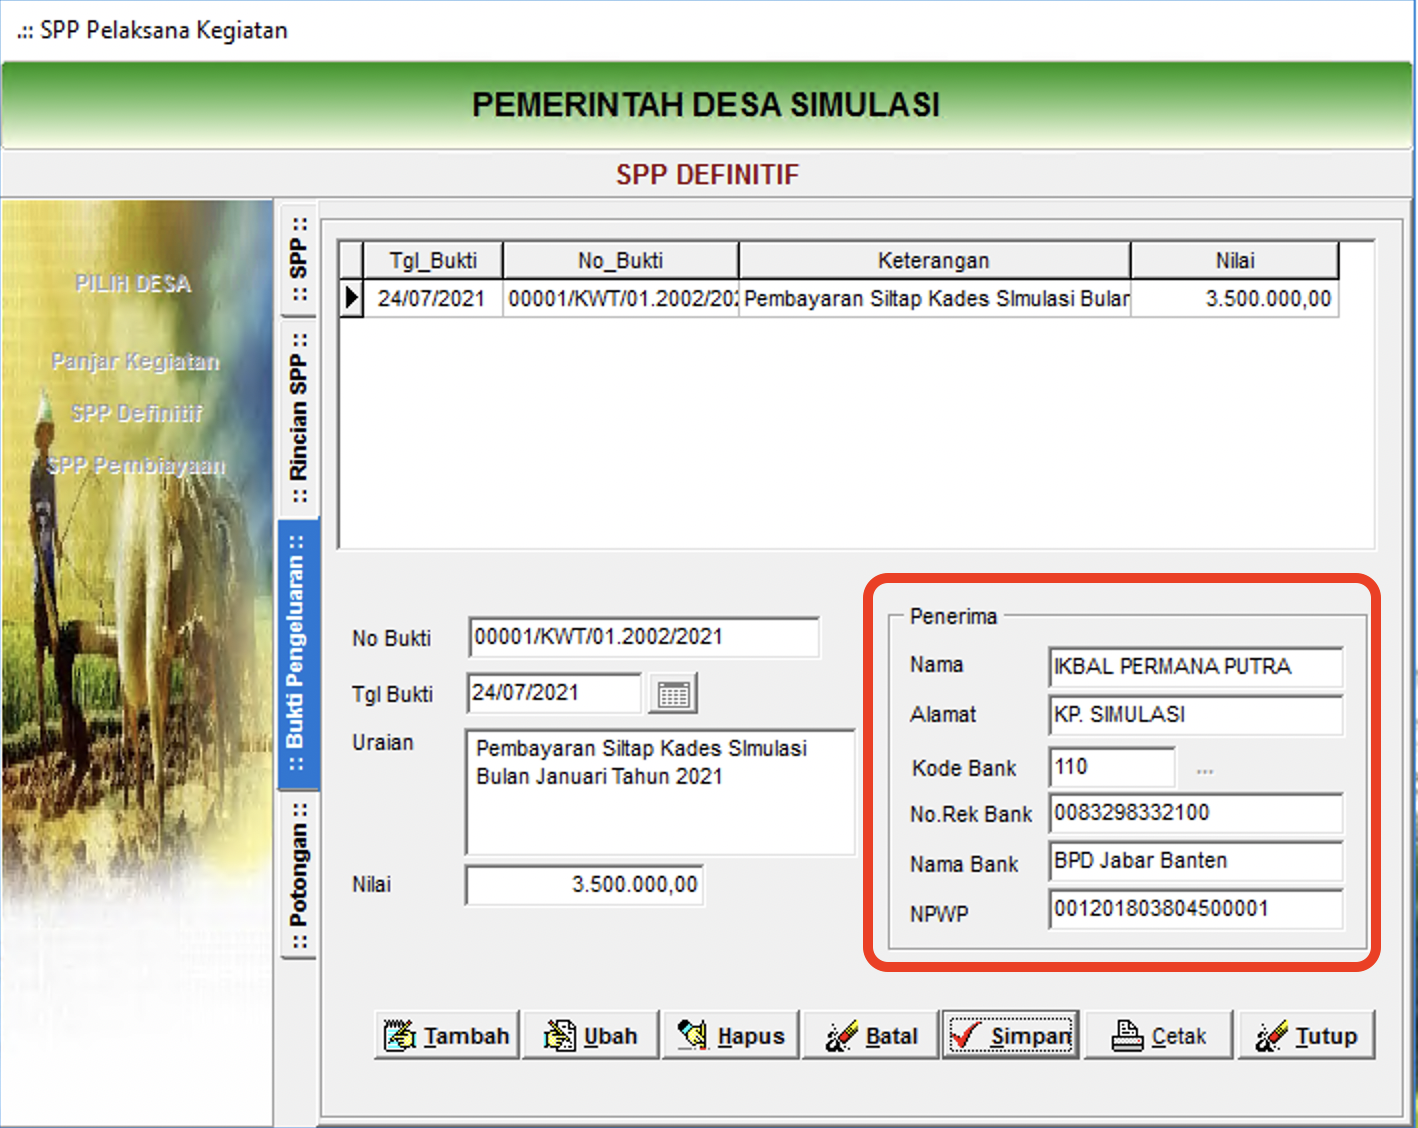 .:: SPP Pelaksana Kegiatan
PEMERINTAH DESA SIMULASI
SPP DEFINITIF
PILIH DESA
Panjar Kegiatan
SPP Definitif
SPP Pembiayaan
:: SPP ::
:: Rincian SPP ::
:: Bukti Pengeluaran ::
:: Potongan ::
Tgl_Bukti No_Bukti Keterangan Nilai
24/07/2021 00001/KWT/01.2002/202 Pembayaran Siltap Kades SImulasi Bular 3.500.000,00
No Bukti 00001/KWT/01.2002/2021
Tgl Bukti 24/07/2021
Uraian Pembayaran Siltap Kades SImulasi
Bulan Januari Tahun 2021
Nilai 3.500.000,00
Penerima
Nama IKBAL PERMANA PUTRA
Alamat KP. SIMULASI
Kode Bank 110 ...
No.Rek Bank 0083298332100
Nama Bank BPD Jabar Banten
NPWP 001201803804500001
Tambah Ubah Hapus Batal Simpan Cetak Tutup